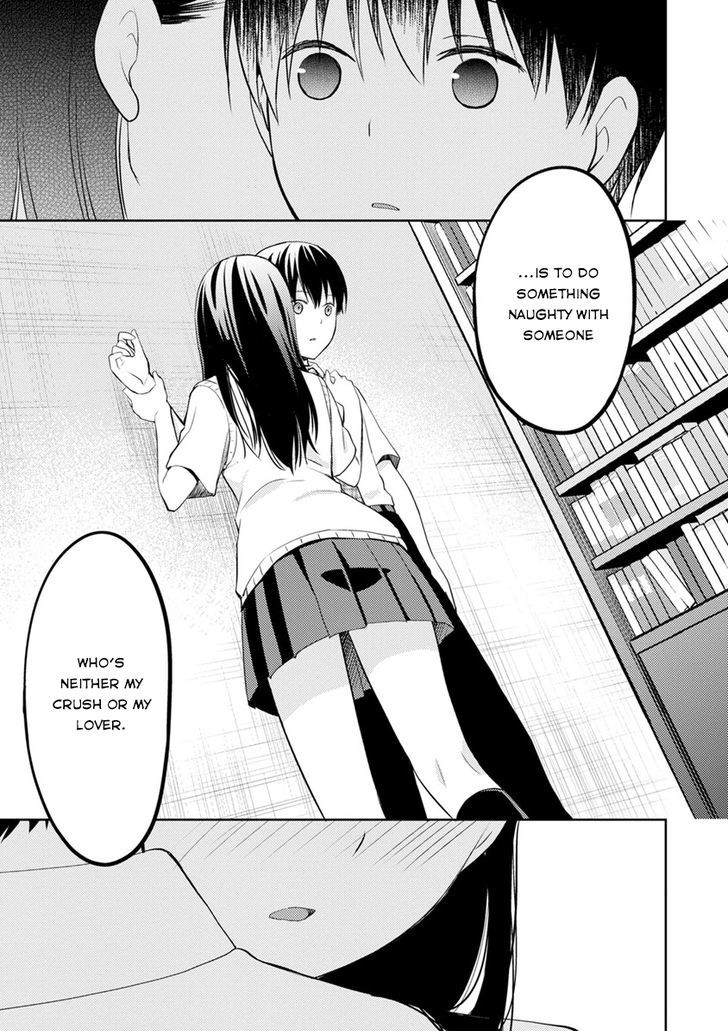 ...IS TO DO
SOMETHING
NAUGHTY WITH
SOMEONE
WHO'S
NEITHER MY
CRUSH OR MY
LOVER.